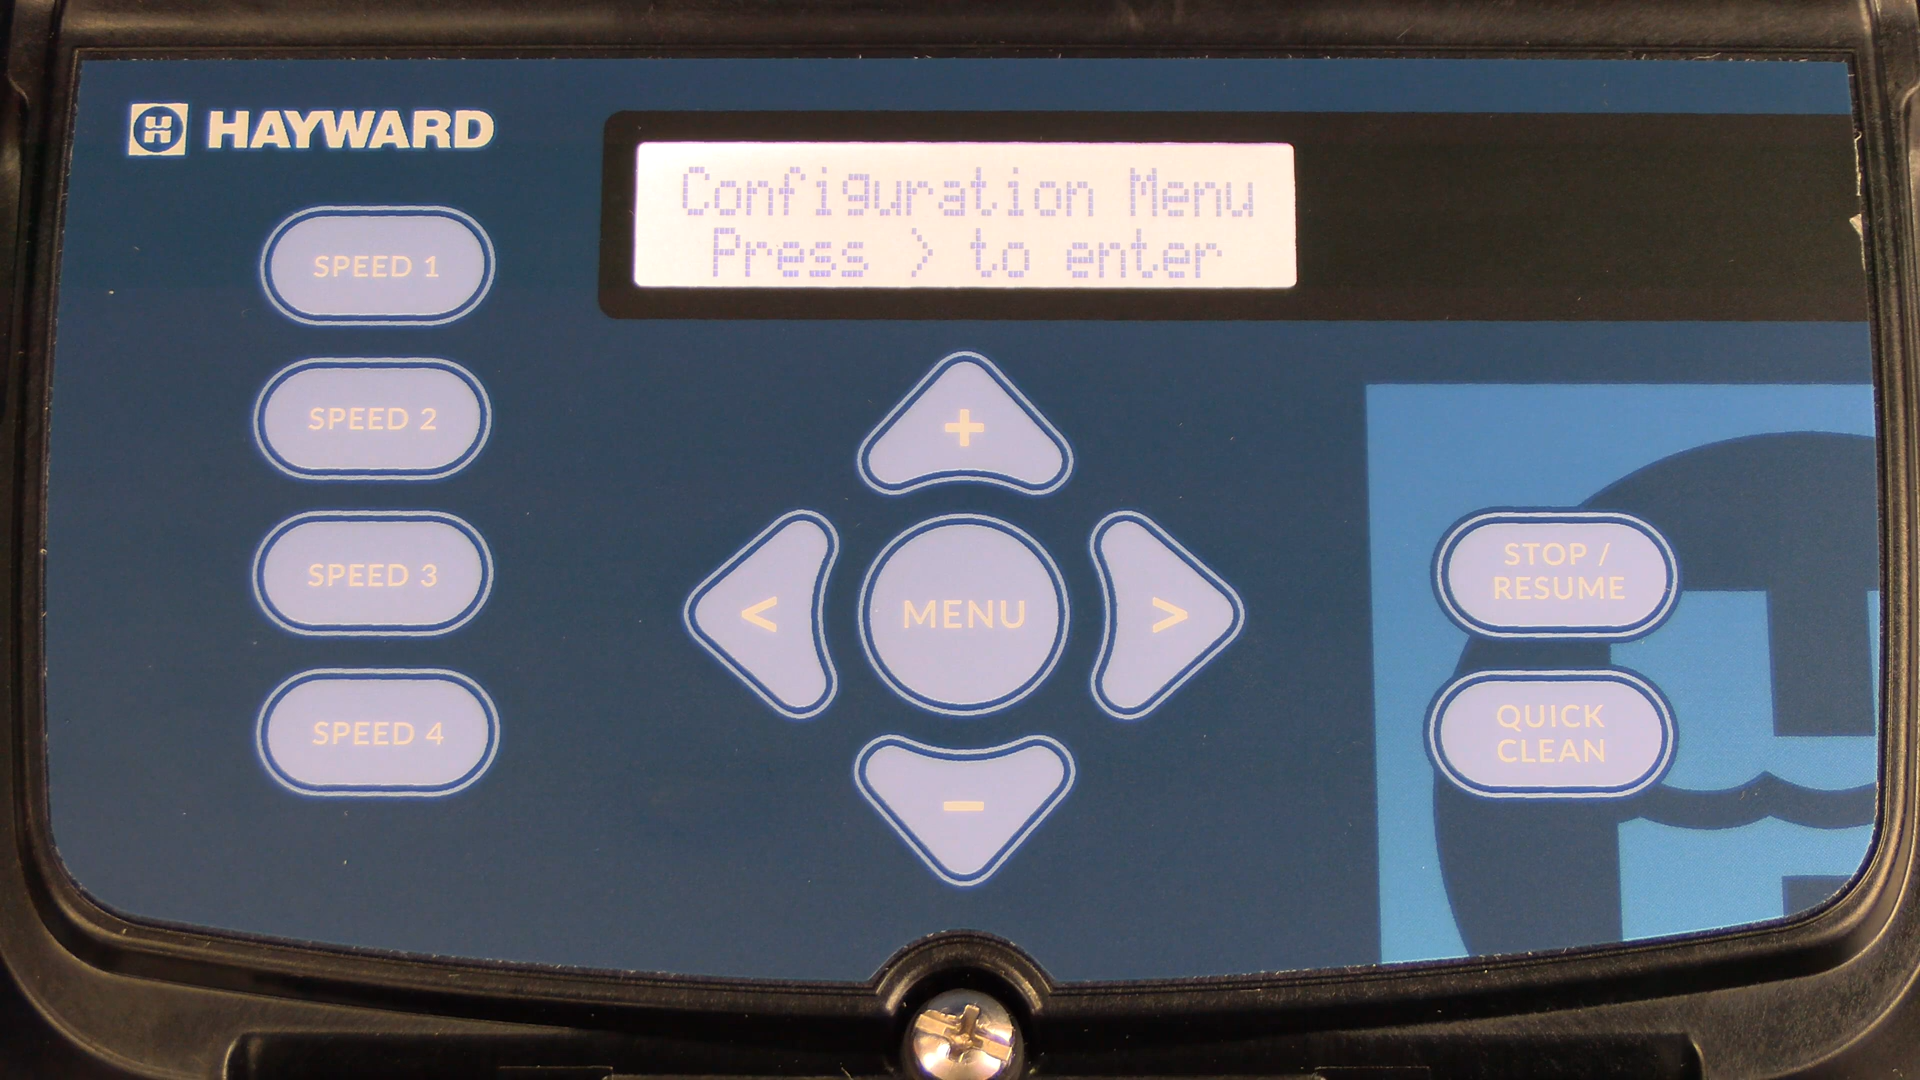 HAYWARD
Configuration Menu
Press > to enter
SPEED 1
SPEED 2
SPEED 3
SPEED 4
+
<
MENU
>
-
STOP /
RESUME
QUICK
CLEAN